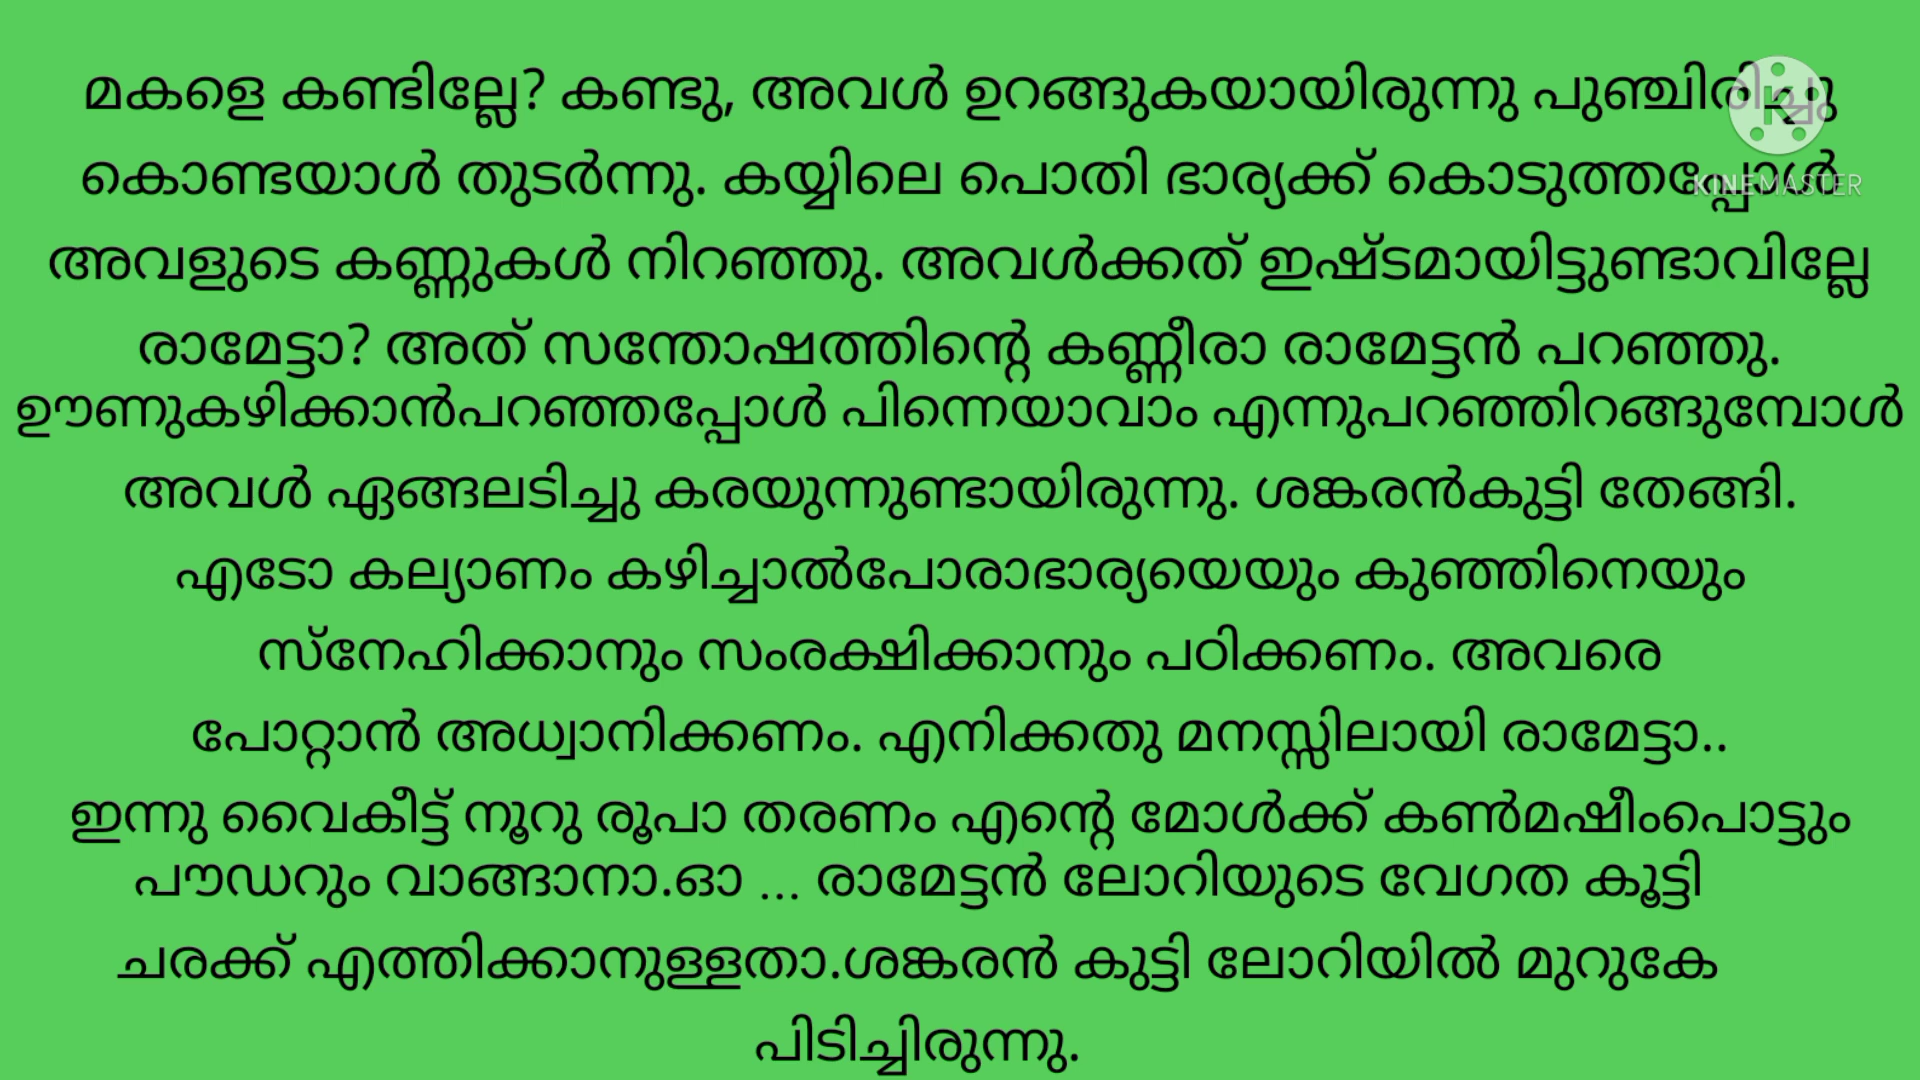 മകളെ കണ്ടില്ലേ? കണ്ടു, അവൾ ഉറങ്ങുകയായിരുന്നു പുഞ്ചിരിച്ചു
കൊണ്ടയാൾ തുടർന്നു. കയ്യിലെ പൊതി ഭാര്യക്ക് കൊടുത്തപ്പോൾ
അവളുടെ കണ്ണുകൾ നിറഞ്ഞു. അവൾക്കത് ഇഷ്ടമായിട്ടുണ്ടാവില്ലേ
രാമേട്ടാ? അത് സന്തോഷത്തിന്റെ കണ്ണീരാ രാമേട്ടൻ പറഞ്ഞു.
ഊണുകഴിക്കാൻപറഞ്ഞപ്പോൾ പിന്നെയാവാം എന്നുപറഞ്ഞിറങ്ങുമ്പോൾ
അവൾ ഏങ്ങലടിച്ചു കരയുന്നുണ്ടായിരുന്നു. ശങ്കരൻകുട്ടി തേങ്ങി.
എടോ കല്യാണം കഴിച്ചാൽപോരാഭാര്യയെയും കുഞ്ഞിനെയും
സ്നേഹിക്കാനും സംരക്ഷിക്കാനും പഠിക്കണം. അവരെ
പോറ്റാൻ അധ്വാനിക്കണം. എനിക്കതു മനസ്സിലായി രാമേട്ടാ..
ഇന്നു വൈകീട്ട് നൂറു രൂപാ തരണം എന്റെ മോൾക്ക് കൺമഷീംപൊട്ടും
പൗഡറും വാങ്ങാനാ.ഓ ... രാമേട്ടൻ ലോറിയുടെ വേഗത കൂട്ടി
ചരക്ക് എത്തിക്കാനുള്ളതാ.ശങ്കരൻ കുട്ടി ലോറിയിൽ മുറുകേ
പിടിച്ചിരുന്നു.
K
KINEMASTER